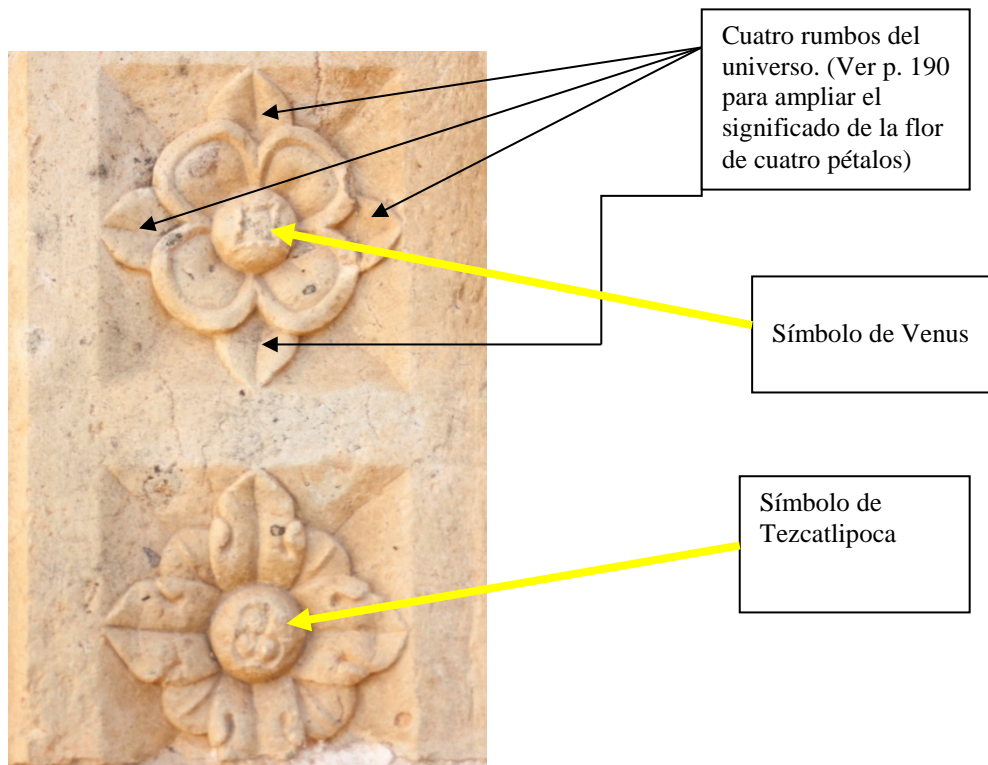 Cuatro rumbos del
universo. (Ver p. 190
para ampliar el
significado de la flor
de cuatro pétalos)
Símbolo de Venus
Símbolo de
Tezcatlipoca